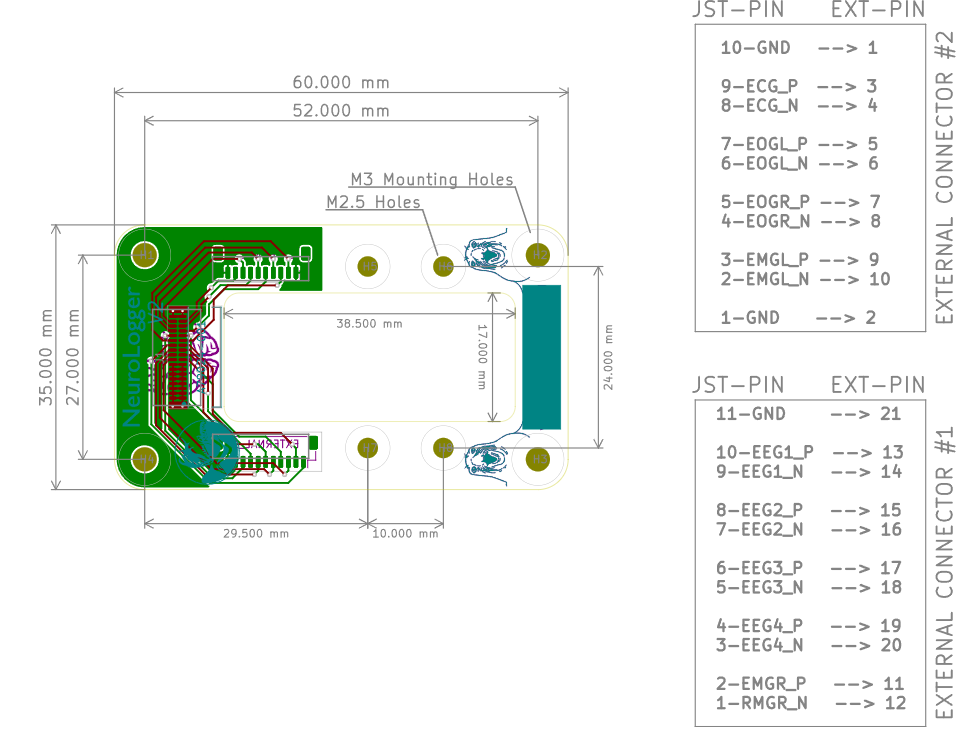 60.000 mm
52.000 mm
M3 Mounting Holes
M2.5 Holes
35.000 mm
27.000 mm
NeuroLogger
38.500 mm
17.000 mm
24.000 mm
H2
H3
H4
29.500 mm
10.000 mm
JST-PIN EXT-PIN
10-GND --> 1
9-ECG_P --> 3
8-ECG_N --> 4
7-EOGL_P --> 5
6-EOGL_N --> 6
5-EOGR_P --> 7
4-EOGR_N --> 8
3-EMGL_P --> 9
2-EMGL_N --> 10
1-GND --> 2
EXTERNAL CONNECTOR #2
JST-PIN EXT-PIN
11-GND --> 21
10-EEG1_P --> 13
9-EEG1_N --> 14
8-EEG2_P --> 15
7-EEG2_N --> 16
6-EEG3_P --> 17
5-EEG3_N --> 18
4-EEG4_P --> 19
3-EEG4_N --> 20
2-EMGR_P --> 11
1-RMGR_N --> 12
EXTERNAL CONNECTOR #1